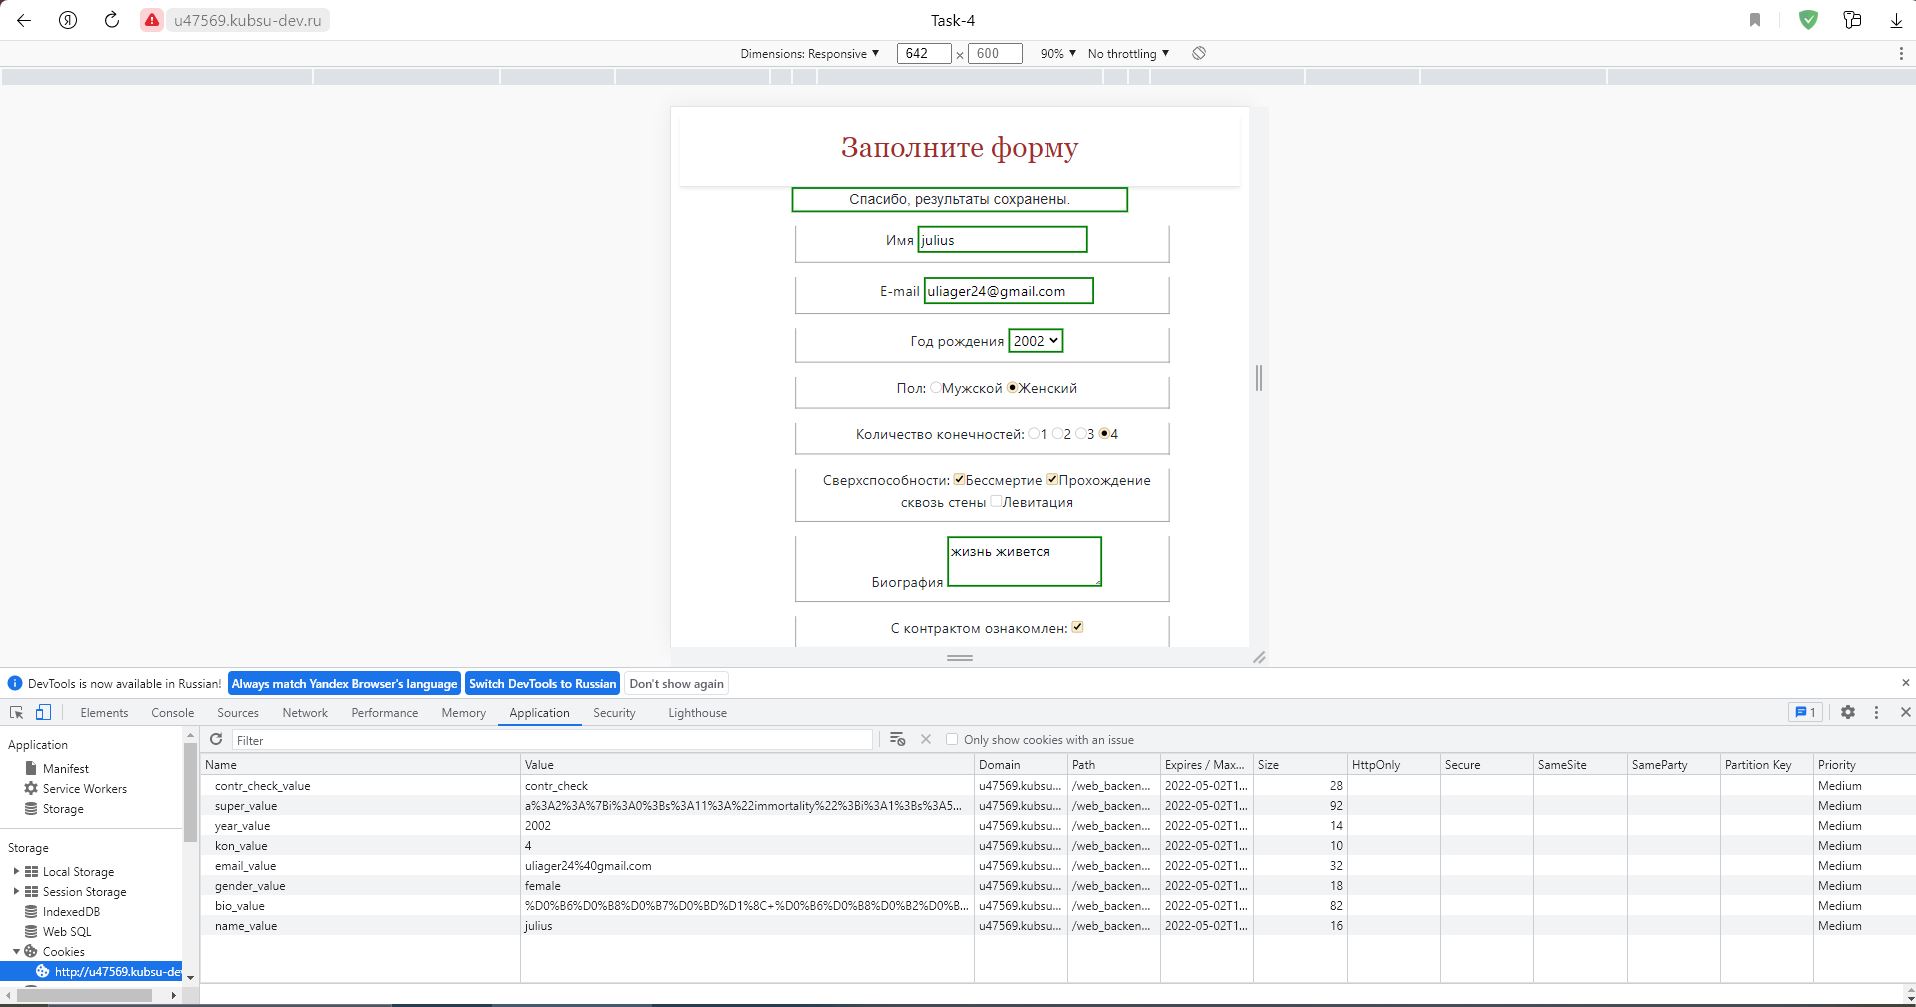 u47569.kubsu-dev.ru
Task-4
Dimensions: Responsive ▼ 642 × 600 90% ▼ No throttling ▼
Заполните форму
Спасибо, результаты сохранены.
Имя julius
E-mail uliager24@gmail.com
Год рождения 2002
Пол: Мужской Женский
Количество конечностей: 1 2 3 4
Сверхспособности: Бессмертие Прохождение
сквозь стены Левитация
жизнь живется
Биография
С контрактом ознакомлен:
DevTools is now available in Russian! Always match Yandex Browser's language Switch DevTools to Russian Don't show again
Elements Console Sources Network Performance Memory Application Security Lighthouse 1
Application
Manifest
Service Workers
Storage
Storage
Local Storage
Session Storage
IndexedDB
Web SQL
Cookies
http://u47569.kubsu-de
Filter Only show cookies with an issue
Name Value Domain Path Expires / Max... Size HttpOnly Secure SameSite SameParty Partition Key Priority
contr_check_value contr_check u47569.kubsu... /web_backen... 2022-05-02T1... 28 Medium
super_value a%3A2%3A%7Bi%3A0%3Bs%3A11%3A%22immortality%22%3Bi%3A1%3Bs%3A5... u47569.kubsu... /web_backen... 2022-05-02T1... 92 Medium
year_value 2002 u47569.kubsu... /web_backen... 2022-05-02T1... 14 Medium
kon_value 4 u47569.kubsu... /web_backen... 2022-05-02T1... 10 Medium
email_value uliager24%40gmail.com u47569.kubsu... /web_backen... 2022-05-02T1... 32 Medium
gender_value female u47569.kubsu... /web_backen... 2022-05-02T1... 18 Medium
bio_value %D0%B6%D0%B8%D0%B7%D0%BD%D1%8C+%D0%B6%D0%B8%D0%B2%D0%B... u47569.kubsu... /web_backen... 2022-05-02T1... 82 Medium
name_value julius u47569.kubsu... /web_backen... 2022-05-02T1... 16 Medium